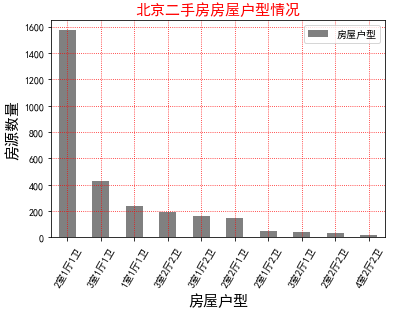 北京二手房房屋户型情况
房屋户型
房源数量
1600
1400
1200
1000
800
600
400
200
0
2室1厅1卫
3室1厅1卫
1室1厅1卫
3室2厅2卫
3室1厅2卫
2室2厅1卫
2室1厅2卫
3室2厅1卫
2室2厅2卫
4室2厅2卫
房屋户型